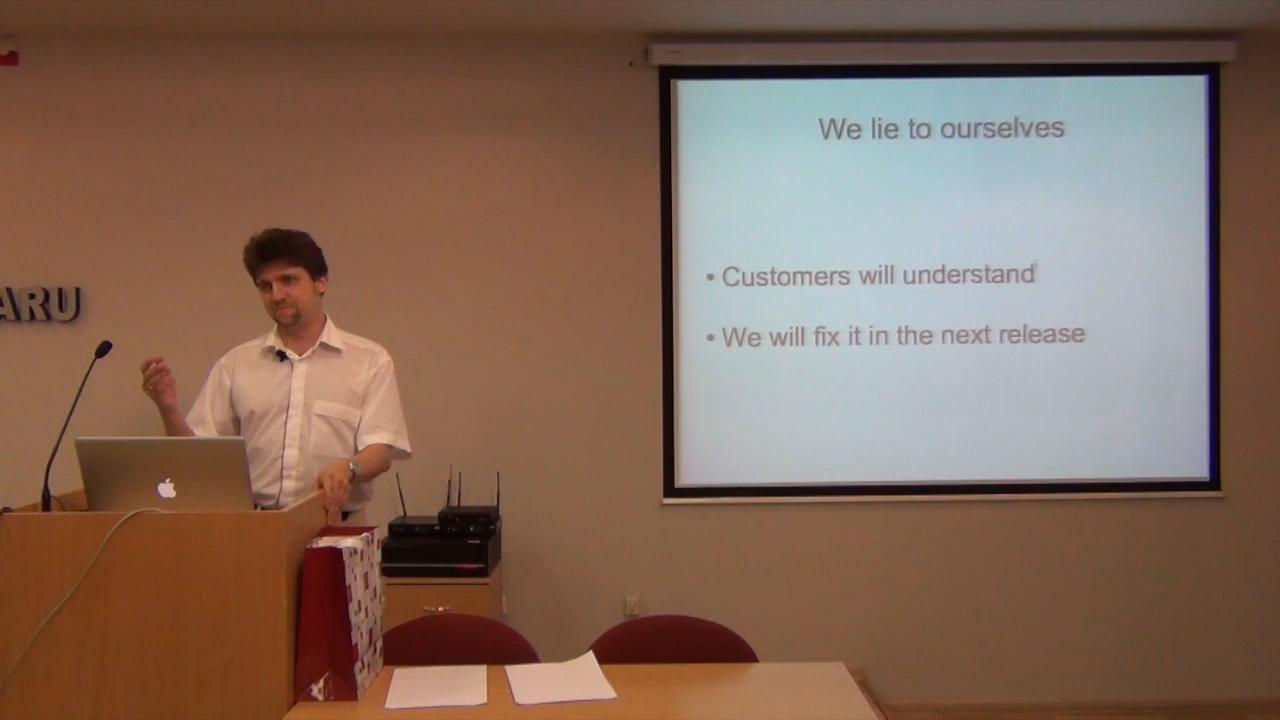 ARU
We lie to ourselves
• Customers will understand
• We will fix it in the next release